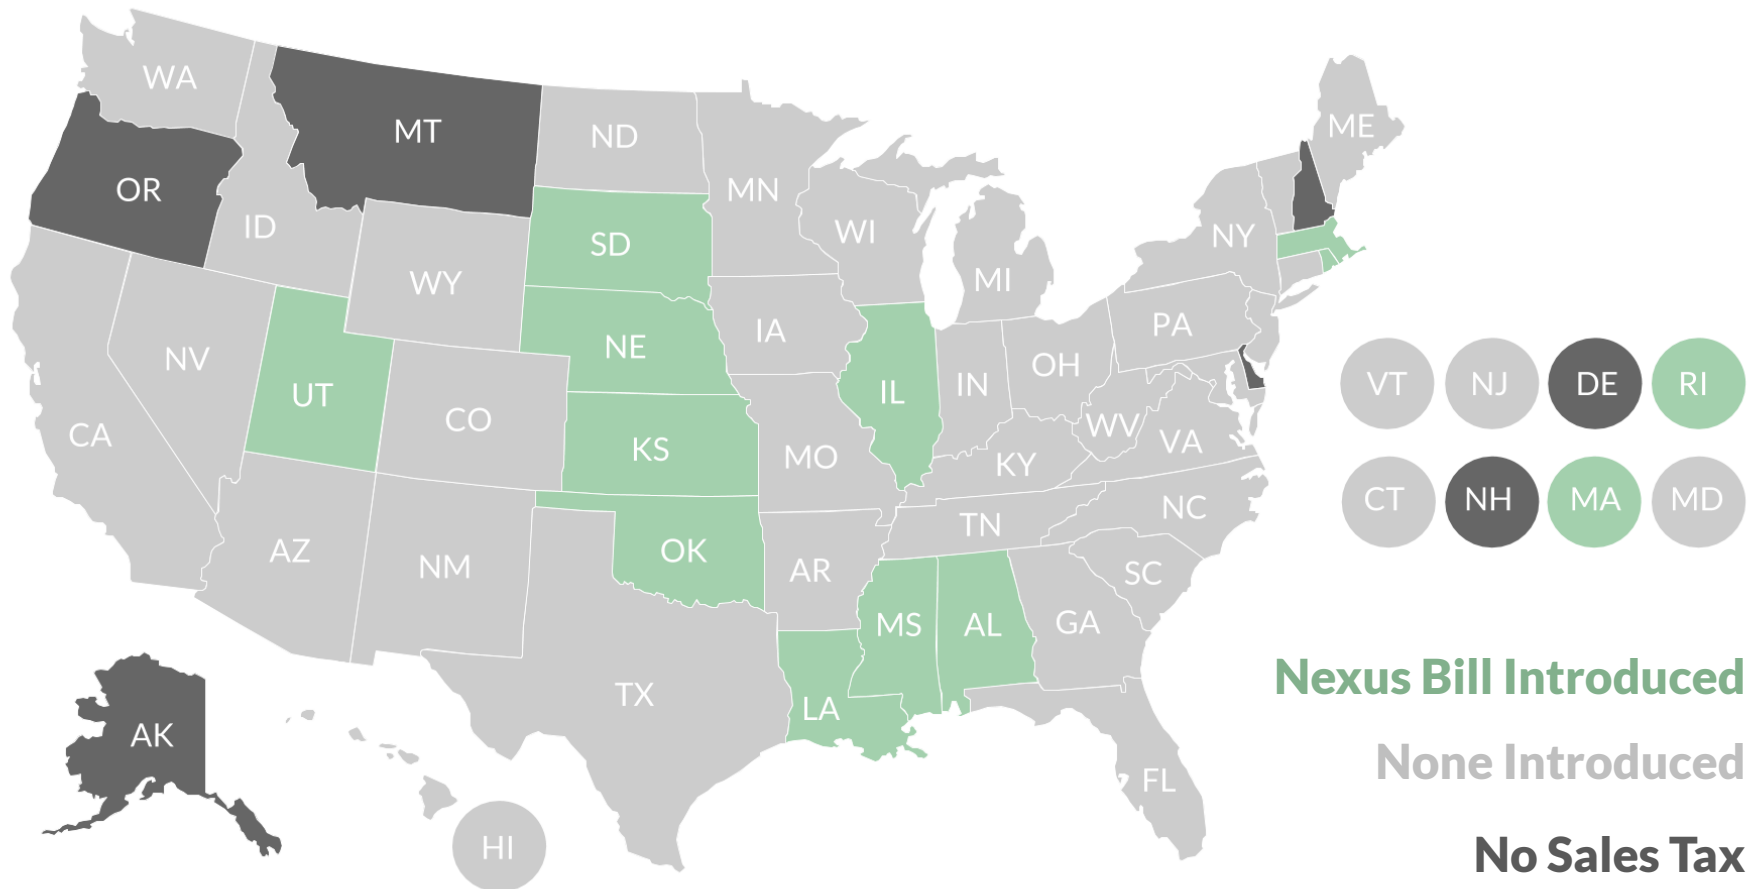 WA
MT
ND
ME
OR
MN
ID
SD
WI
NY
WY
MI
IA
PA
NV
NE
UT
IL
IN
OH
VT
NJ
DE
RI
CA
CO
KS
MO
WV
VA
KY
CT
NH
MA
MD
AZ
NM
OK
AR
TN
NC
SC
MS
AL
GA
TX
LA
AK
FL
HI
Nexus Bill Introduced
None Introduced
No Sales Tax